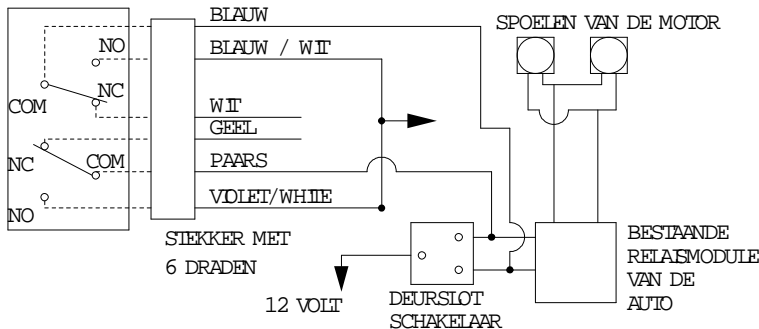 BLAUW
SPOELEN VAN DE MOTOR
NO
BLAUW / WIT
NC
COM
WIT
GEEL
NC
COM
PAARS
NO
VIOLET/WHITE
STEKKER MET
6 DRADEN
BESTAANDE
RELAISMODULE
VAN DE
AUTO
12 VOLT
DEURSLOT
SCHAKELAAR